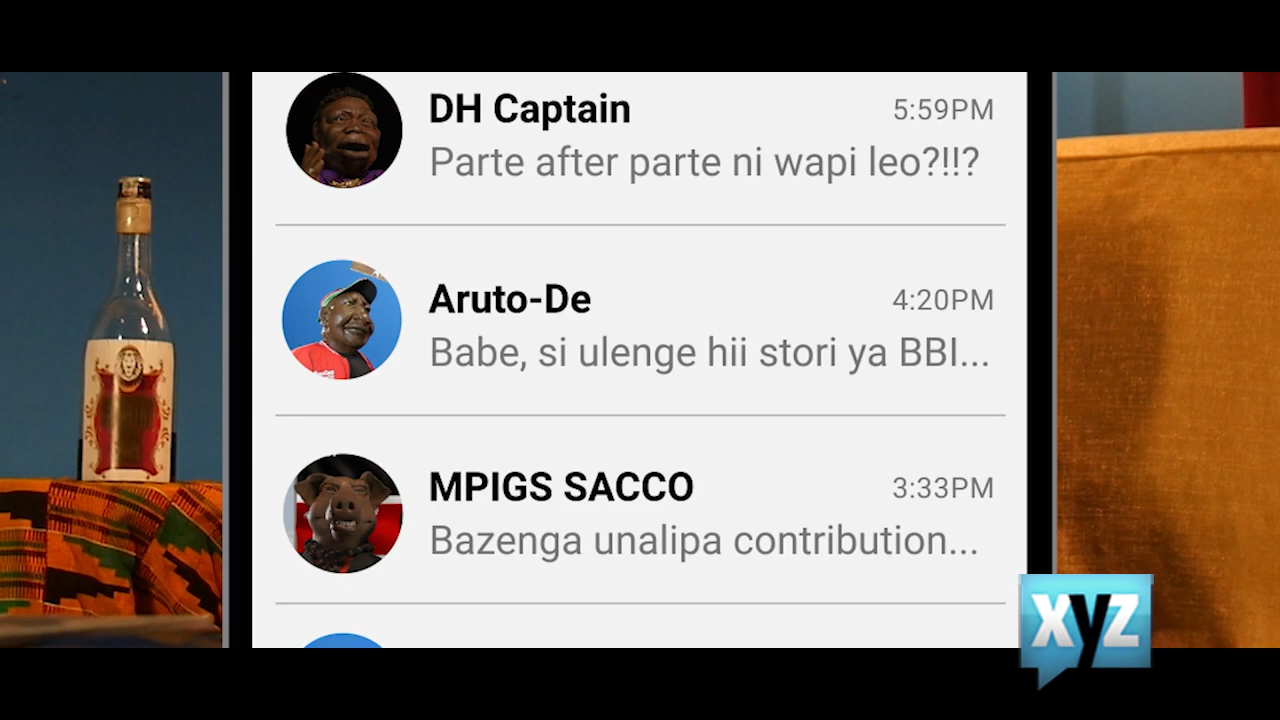 DH Captain 5:59PM
Parte after parte ni wapi leo?!!?
Aruto-De 4:20PM
Babe, si ulenge hii stori ya BBI...
MPIGS SACCO 3:33PM
Bazenga unalipa contribution...
XYZ